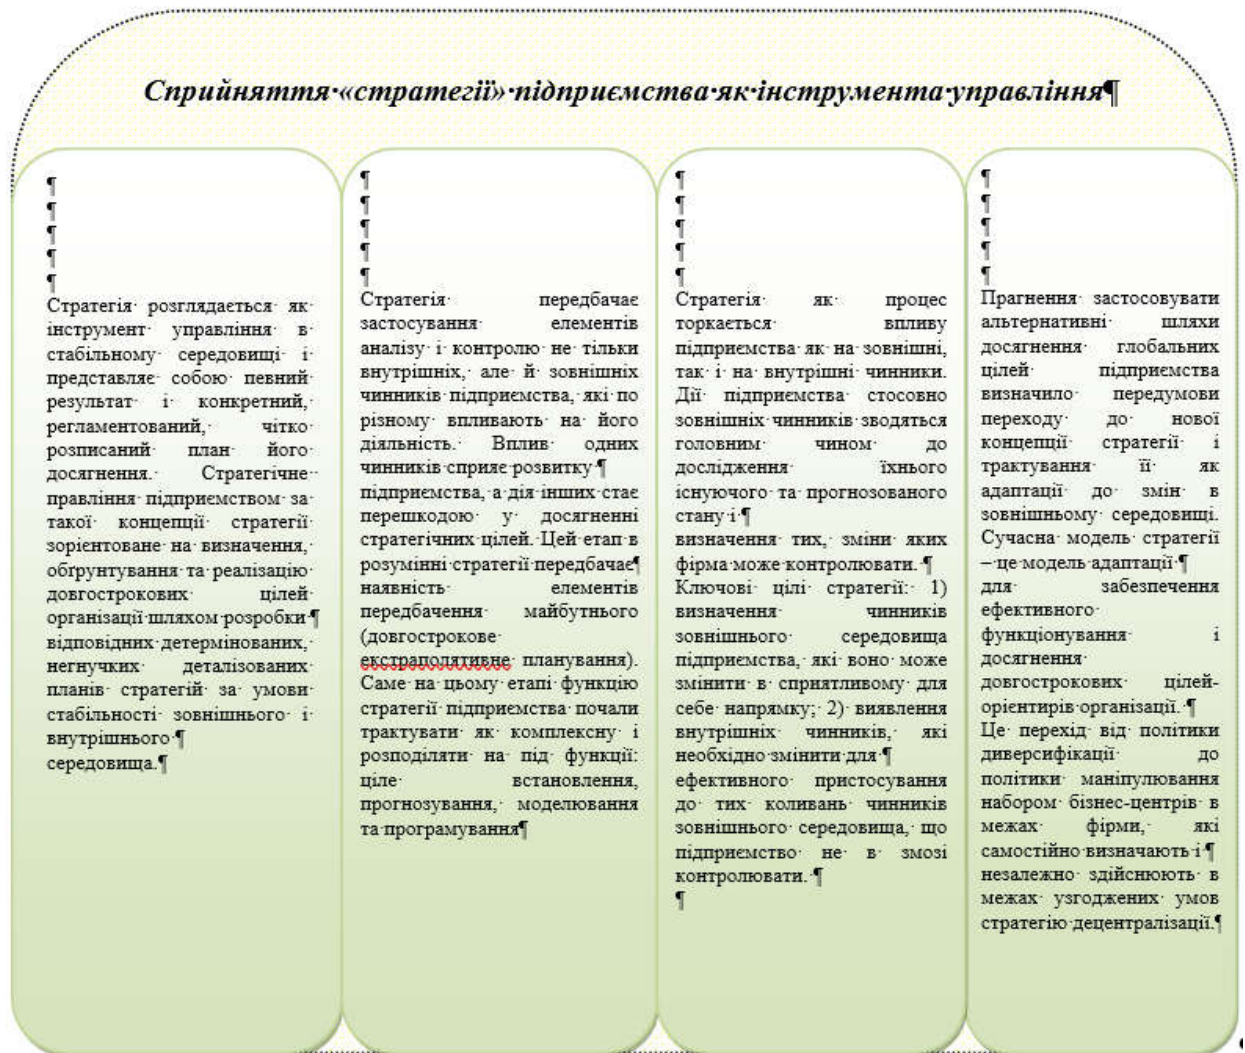 Сприйняття «стратегії» підприємства як інструмента управління
Стратегія розглядається як
інструмент управління в
стабільному середовищі і
представляє собою певний
результат і конкретний,
регламентований, чітко
розписаний план його
досягнення. Стратегічне
правління підприємством за
такої концепції стратегії
зорієнтоване на визначення,
обґрунтування та реалізацію
довгострокових цілей
організації шляхом розробки
відповідних детермінованих,
негнучких деталізованих
планів стратегій за умови
стабільності зовнішнього і
внутрішнього
середовища.
Стратегія передбачає
застосування елементів
аналізу і контролю не тільки
внутрішніх, але й зовнішніх
чинників підприємства, які по
різному впливають на його
діяльність. Вплив одних
чинників сприяє розвитку
підприємства, а дія інших стає
перешкодою у досягненні
стратегічних цілей. Цей етап в
розумінні стратегії передбачає
наявність елементів
передбачення майбутнього
(довгострокове
екстраполятивне планування).
Саме на цьому етапі функцію
стратегії підприємства почали
трактувати як комплексну і
розподіляти на під функції:
ціле встановлення,
прогнозування, моделювання
та програмування
Стратегія як процес
торкається впливу
підприємства як на зовнішні,
так і на внутрішні чинники.
Дії підприємства стосовно
зовнішніх чинників зводяться
головним чином до
дослідження їхнього
існуючого та прогнозованого
стану і
визначення тих, зміни яких
фірма може контролювати.
Ключові цілі стратегії: 1)
визначення чинників
зовнішнього середовища
підприємства, які воно може
змінити в сприятливому для
себе напрямку; 2) виявлення
внутрішніх чинників, які
необхідно змінити для
ефективного пристосування
до тих коливань чинників
зовнішнього середовища, що
підприємство не в змозі
контролювати.
Прагнення застосовувати
альтернативні шляхи
досягнення глобальних
цілей підприємства
визначило передумови
переходу до нової
концепції стратегії і
трактування її як
адаптації до змін в
зовнішньому середовищі.
Сучасна модель стратегії
– це модель адаптації
для забезпечення
ефективного
функціонування і
досягнення
довгострокових цілей-
орієнтирів організації.
Це перехід від політики
диверсифікації до
політики маніпулювання
набором бізнес-центрів в
межах фірми, які
самостійно визначають і
незалежно здійснюють в
межах узгоджених умов
стратегію децентралізації.